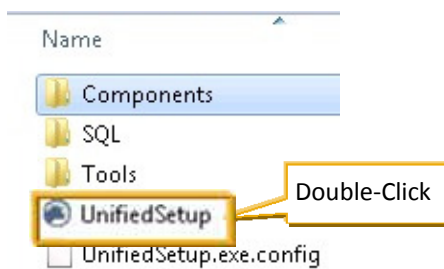 Name
Components
SQL
Tools
Double-Click
UnifiedSetup
UnifiedSetup.exe.config